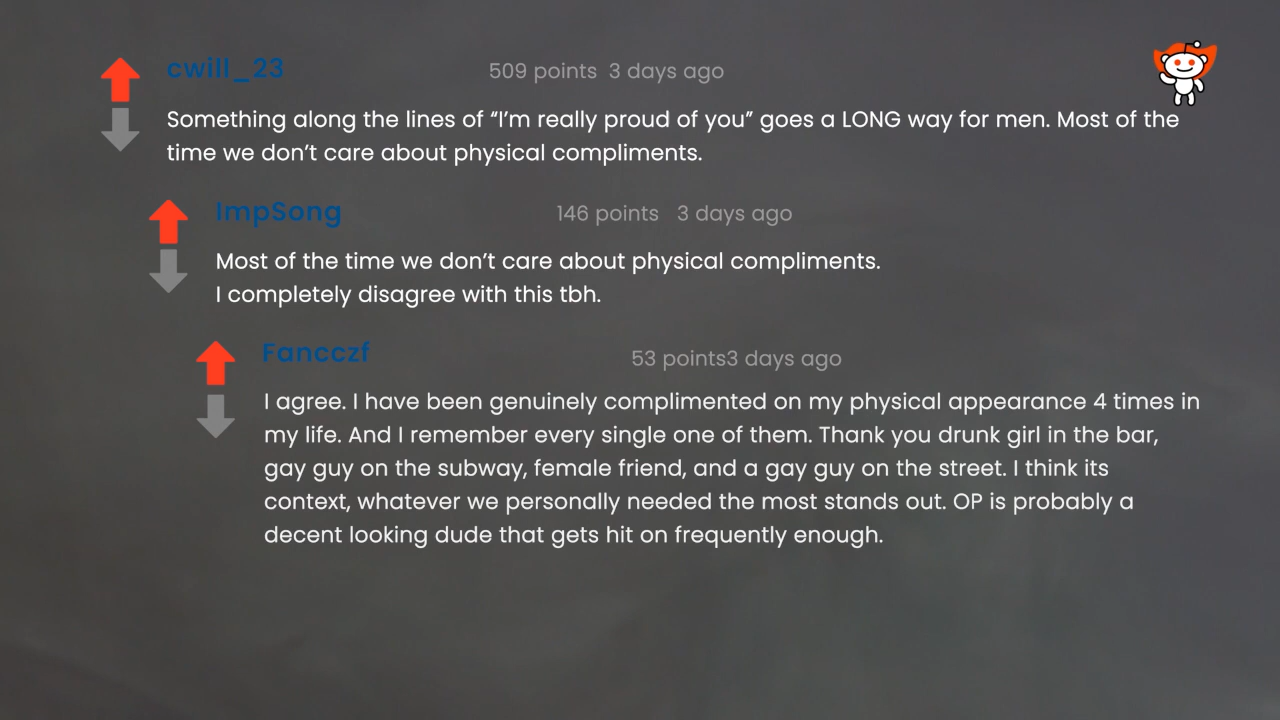 cwill_23 509 points 3 days ago
Something along the lines of “I’m really proud of you” goes a LONG way for men. Most of the
time we don’t care about physical compliments.
ImpSong 146 points 3 days ago
Most of the time we don’t care about physical compliments.
I completely disagree with this tbh.
Fancczf 53 points3 days ago
I agree. I have been genuinely complimented on my physical appearance 4 times in
my life. And I remember every single one of them. Thank you drunk girl in the bar,
gay guy on the subway, female friend, and a gay guy on the street. I think its
context, whatever we personally needed the most stands out. OP is probably a
decent looking dude that gets hit on frequently enough.